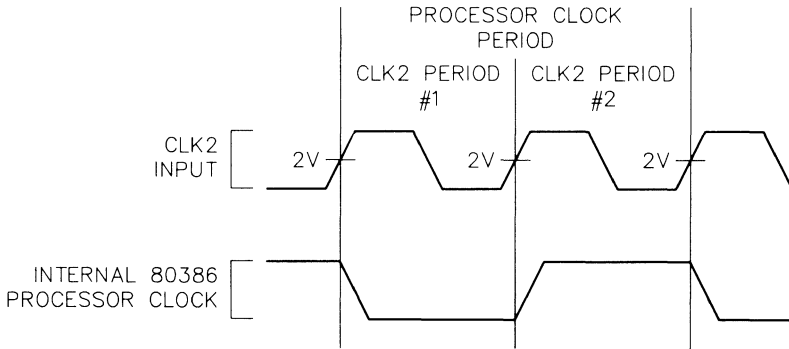 PROCESSOR CLOCK
PERIOD
CLK2 PERIOD
#1
CLK2 PERIOD
#2
CLK2
INPUT
2V
2V
2V
INTERNAL 80386
PROCESSOR CLOCK